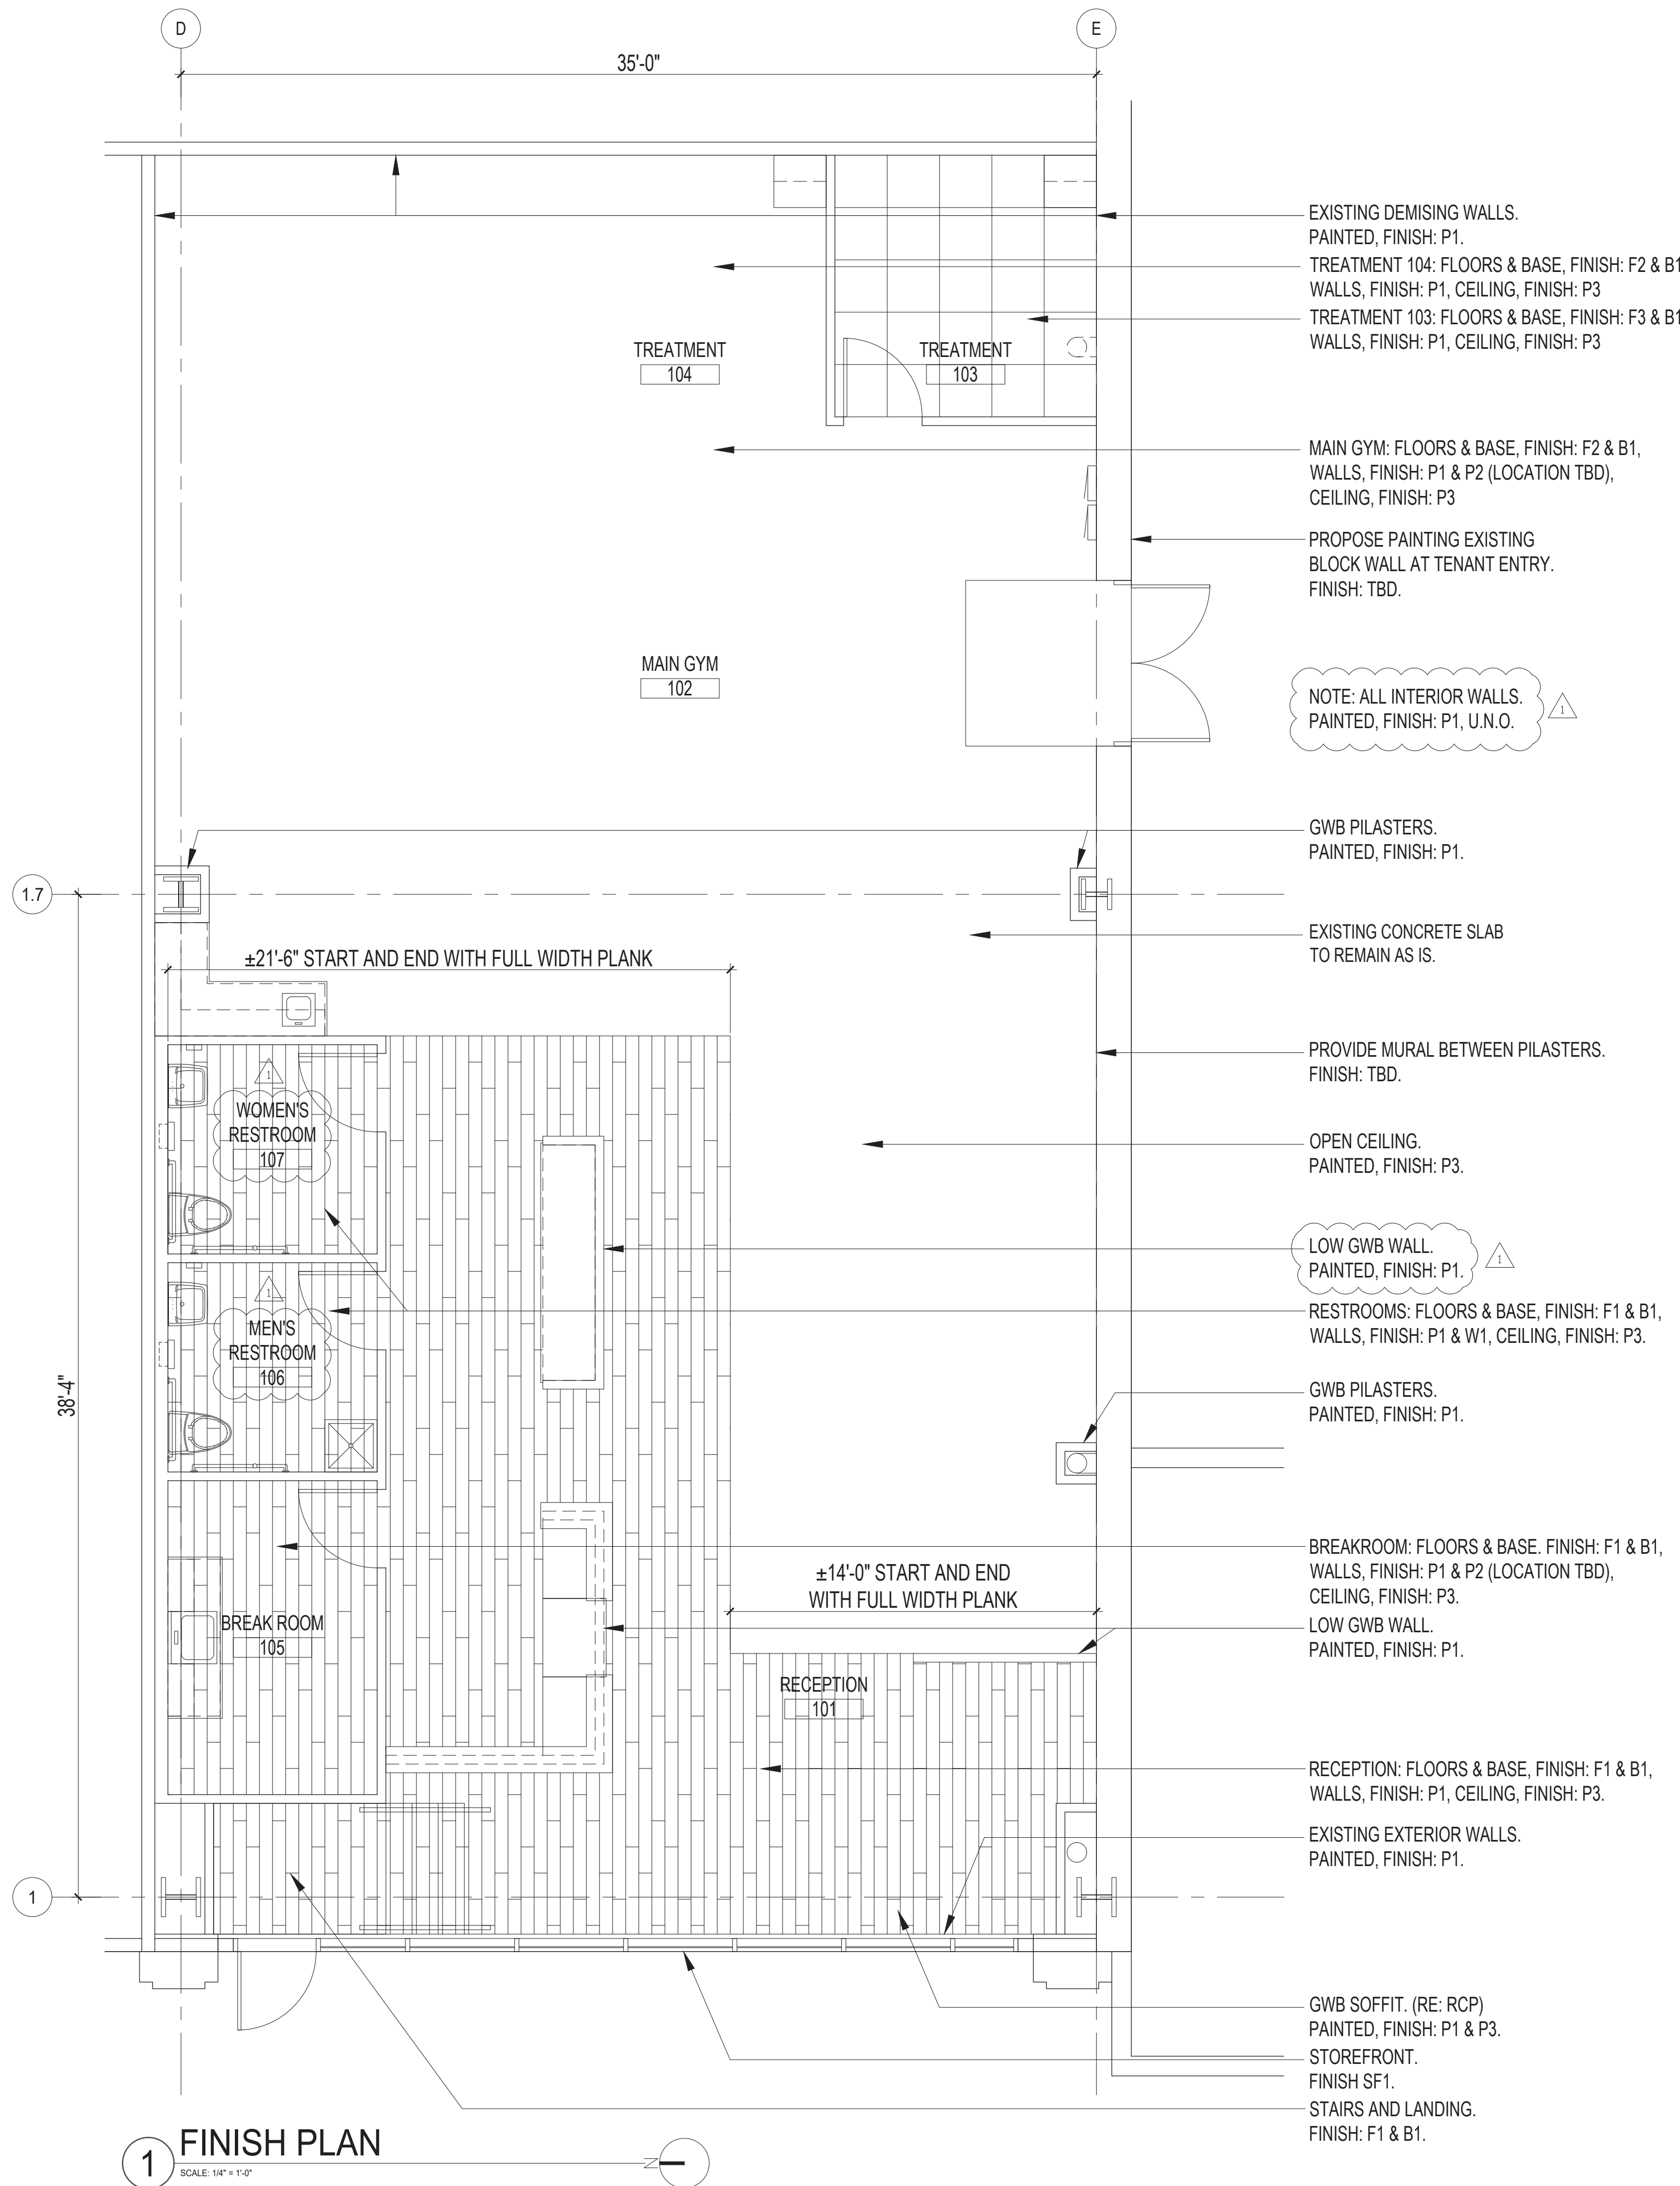 D
E
35'-0"
EXISTING DEMISING WALLS.
PAINTED, FINISH: P1.
TREATMENT 104: FLOORS & BASE, FINISH: F2 & B1
WALLS, FINISH: P1, CEILING, FINISH: P3
TREATMENT 103: FLOORS & BASE, FINISH: F3 & B1
WALLS, FINISH: P1, CEILING, FINISH: P3
TREATMENT
104
TREATMENT
103
MAIN GYM: FLOORS & BASE, FINISH: F2 & B1,
WALLS, FINISH: P1 & P2 (LOCATION TBD),
CEILING, FINISH: P3
PROPOSE PAINTING EXISTING
BLOCK WALL AT TENANT ENTRY.
FINISH: TBD.
MAIN GYM
102
NOTE: ALL INTERIOR WALLS.
PAINTED, FINISH: P1, U.N.O.
1
GWB PILASTERS.
PAINTED, FINISH: P1.
1.7
EXISTING CONCRETE SLAB
TO REMAIN AS IS.
±21'-6" START AND END WITH FULL WIDTH PLANK
PROVIDE MURAL BETWEEN PILASTERS.
FINISH: TBD.
1
WOMEN'S
RESTROOM
107
OPEN CEILING.
PAINTED, FINISH: P3.
LOW GWB WALL.
PAINTED, FINISH: P1.
1
1
MEN'S
RESTROOM
106
RESTROOMS: FLOORS & BASE, FINISH: F1 & B1,
WALLS, FINISH: P1 & W1, CEILING, FINISH: P3.
38'-4"
GWB PILASTERS.
PAINTED, FINISH: P1.
BREAKROOM: FLOORS & BASE. FINISH: F1 & B1,
WALLS, FINISH: P1 & P2 (LOCATION TBD),
CEILING, FINISH: P3.
±14'-0" START AND END
WITH FULL WIDTH PLANK
BREAK ROOM
105
LOW GWB WALL.
PAINTED, FINISH: P1.
RECEPTION
101
RECEPTION: FLOORS & BASE, FINISH: F1 & B1,
WALLS, FINISH: P1, CEILING, FINISH: P3.
EXISTING EXTERIOR WALLS.
PAINTED, FINISH: P1.
1
GWB SOFFIT. (RE: RCP)
PAINTED, FINISH: P1 & P3.
STOREFRONT.
FINISH SF1.
STAIRS AND LANDING.
FINISH: F1 & B1.
1
FINISH PLAN
SCALE: 1/4" = 1'-0"
N